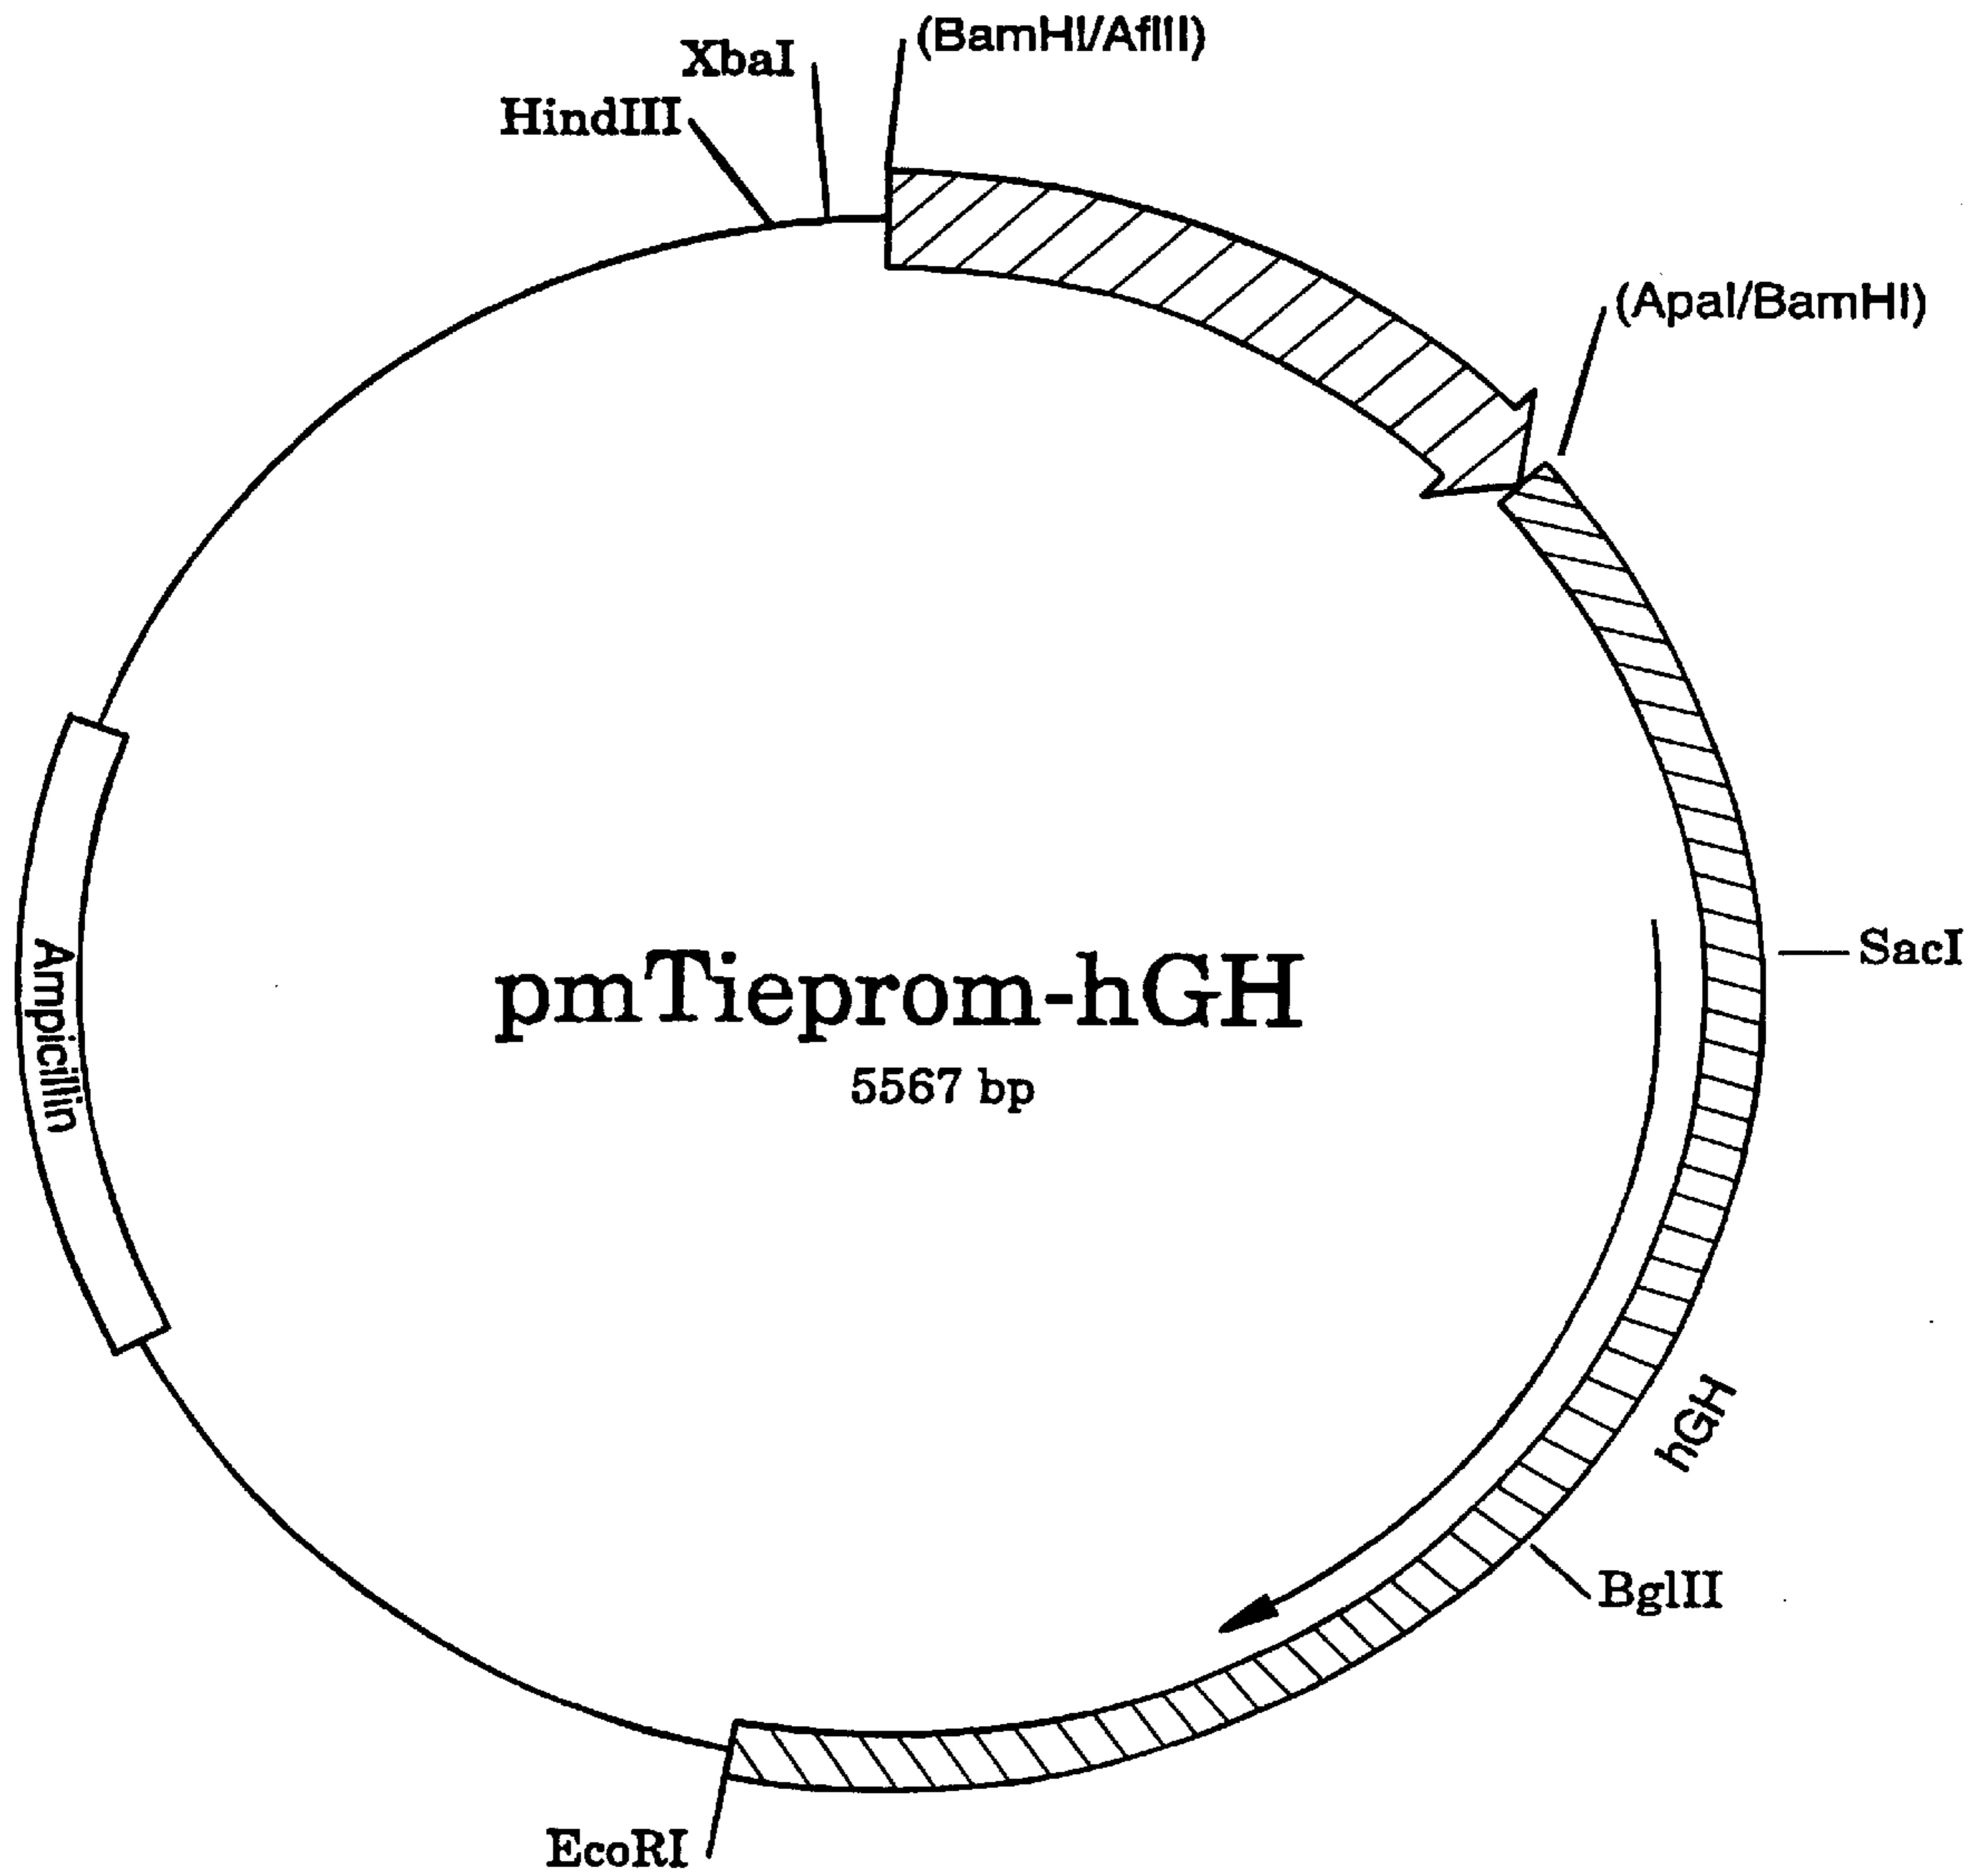 (BamHI/AflII)
XbaI
HindIII
(ApaI/BamHI)
SacI
Ampicillin
pmTieprom-hGH
5567 bp
hGH
BglII
EcoRI